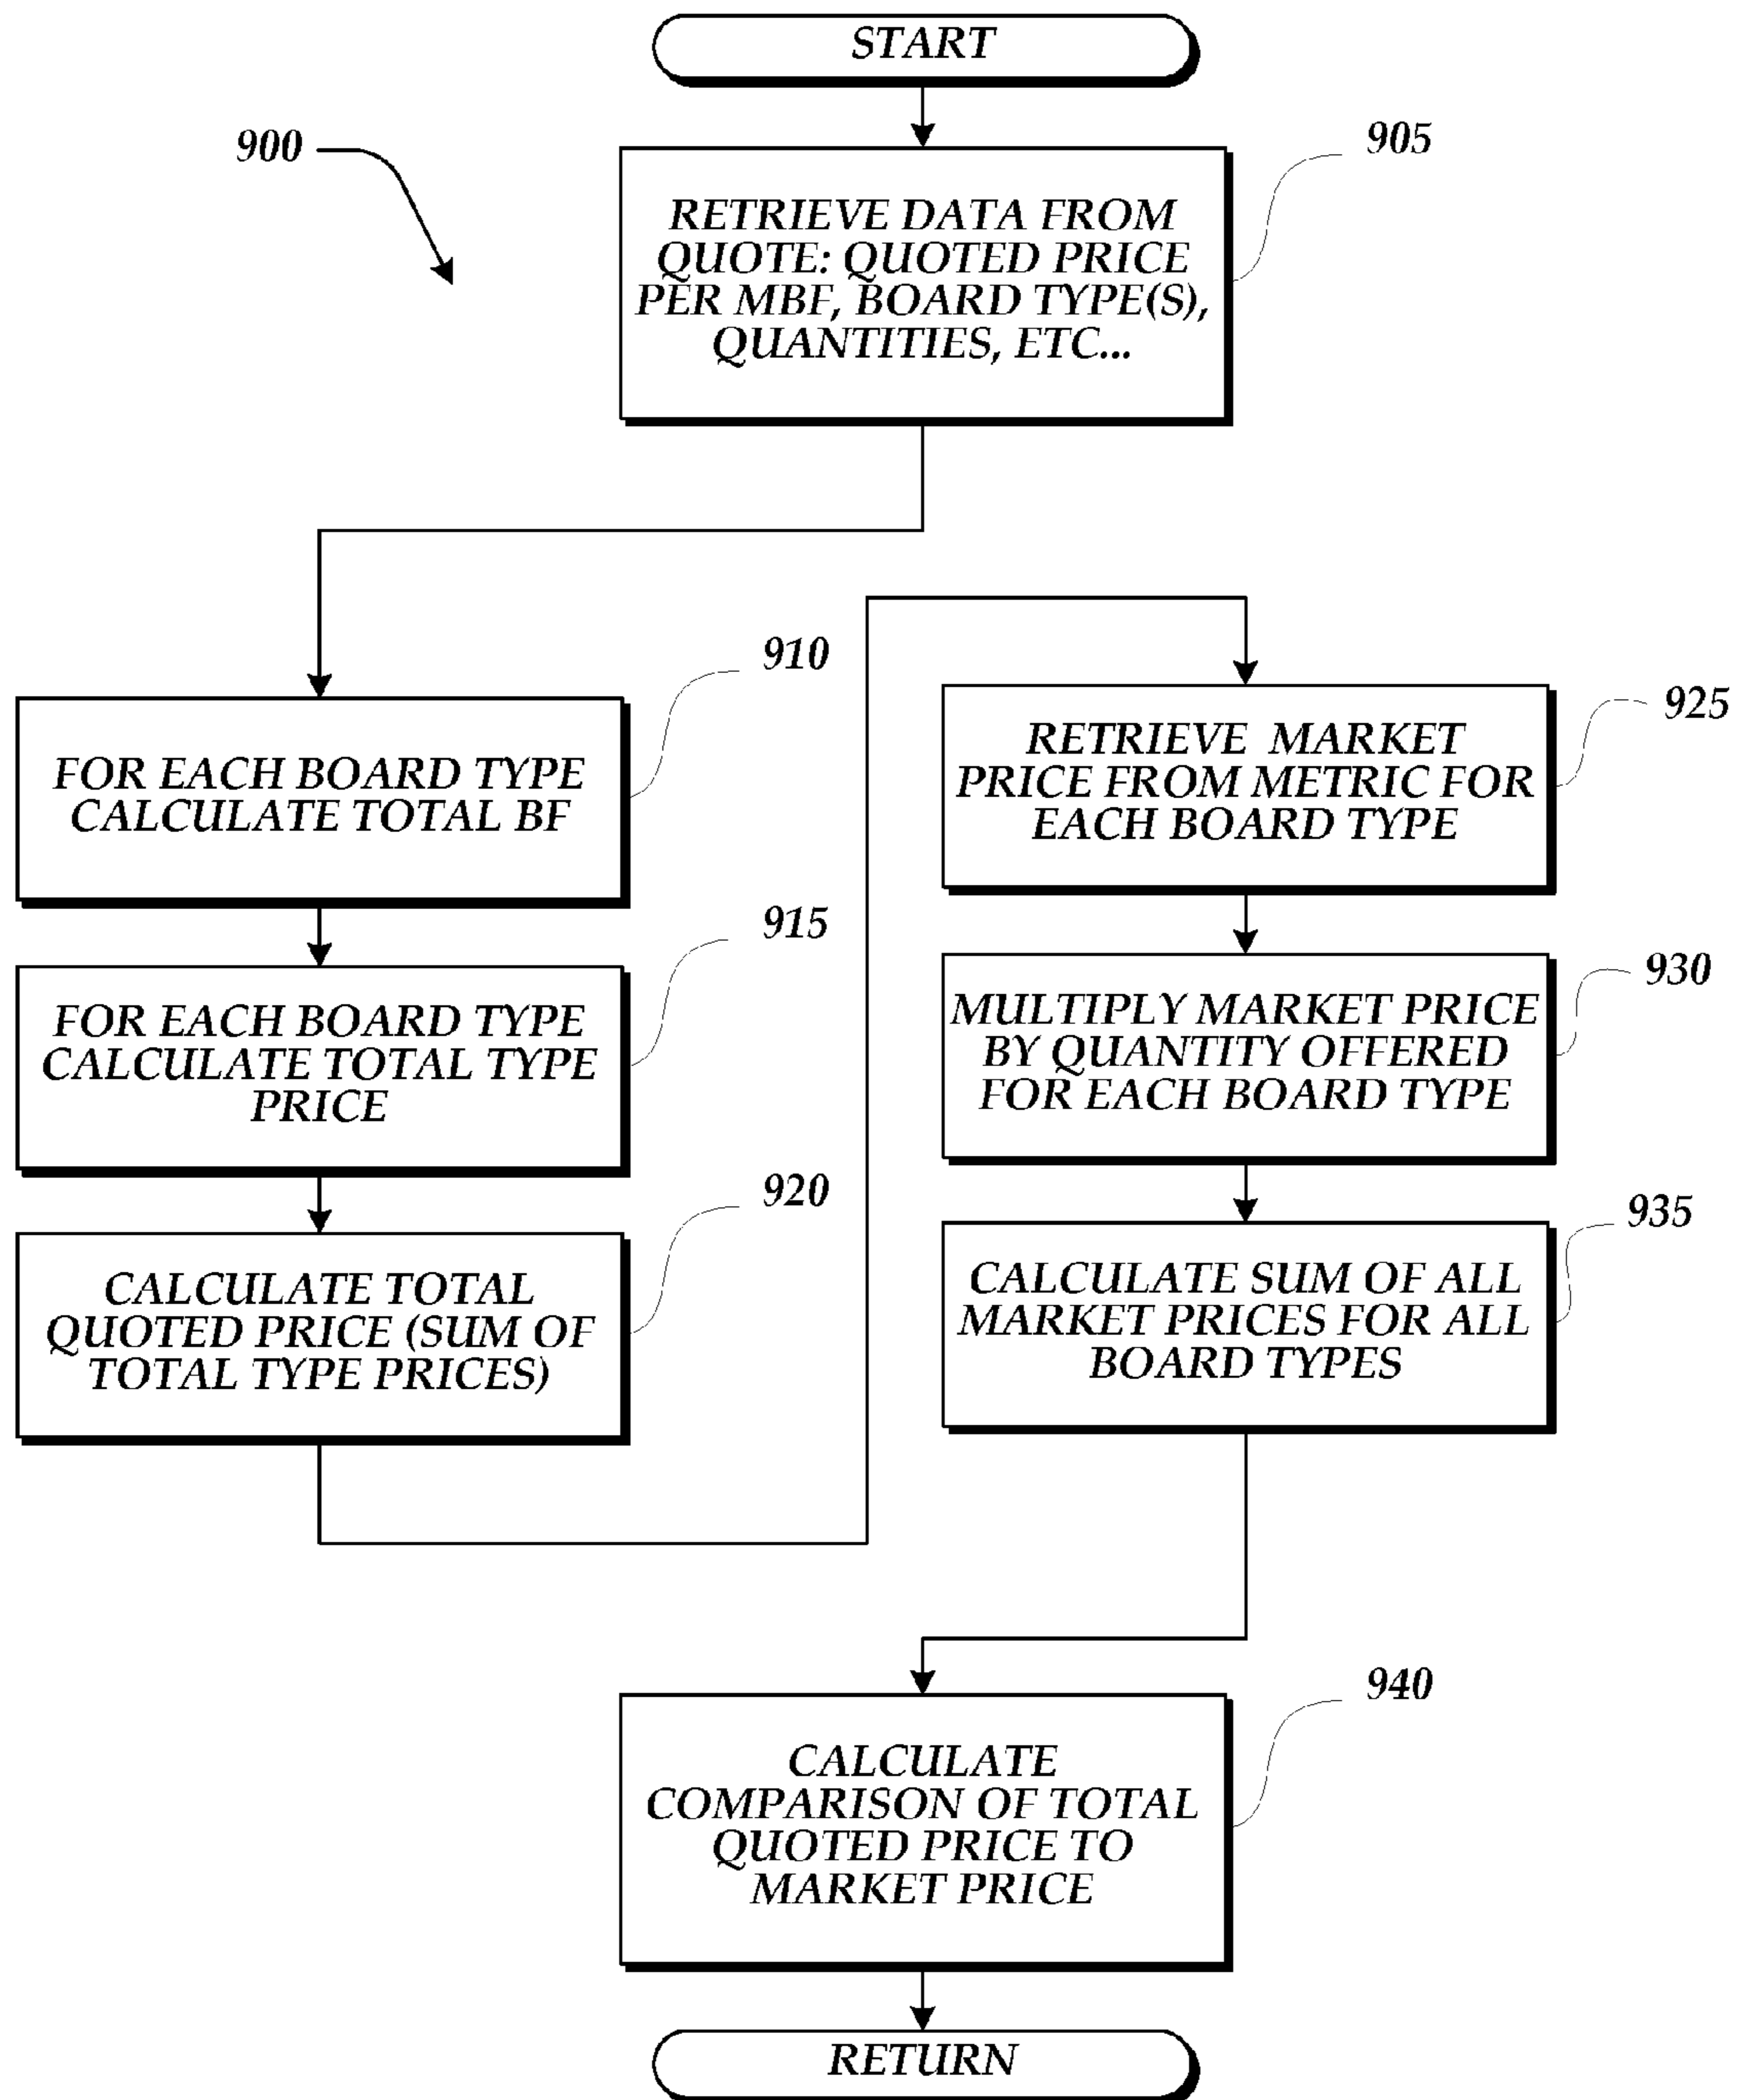 START
900
905
RETRIEVE DATA FROM
QUOTE: QUOTED PRICE
PER MBF, BOARD TYPE(S),
QUANTITIES, ETC...
910
FOR EACH BOARD TYPE
CALCULATE TOTAL BF
915
FOR EACH BOARD TYPE
CALCULATE TOTAL TYPE
PRICE
920
CALCULATE TOTAL
QUOTED PRICE (SUM OF
TOTAL TYPE PRICES)
925
RETRIEVE MARKET
PRICE FROM METRIC FOR
EACH BOARD TYPE
930
MULTIPLY MARKET PRICE
BY QUANTITY OFFERED
FOR EACH BOARD TYPE
935
CALCULATE SUM OF ALL
MARKET PRICES FOR ALL
BOARD TYPES
940
CALCULATE
COMPARISON OF TOTAL
QUOTED PRICE TO
MARKET PRICE
RETURN